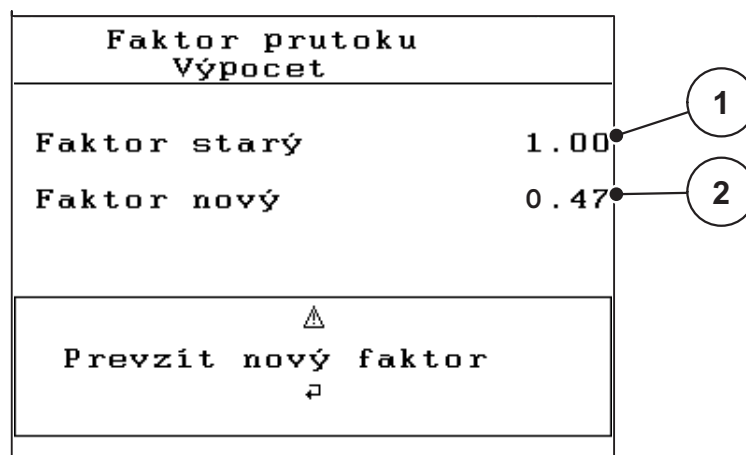 Faktor prutoku
Výpocet
Faktor starý 1.00
1
Faktor nový 0.47
2
Prevzít nový faktor